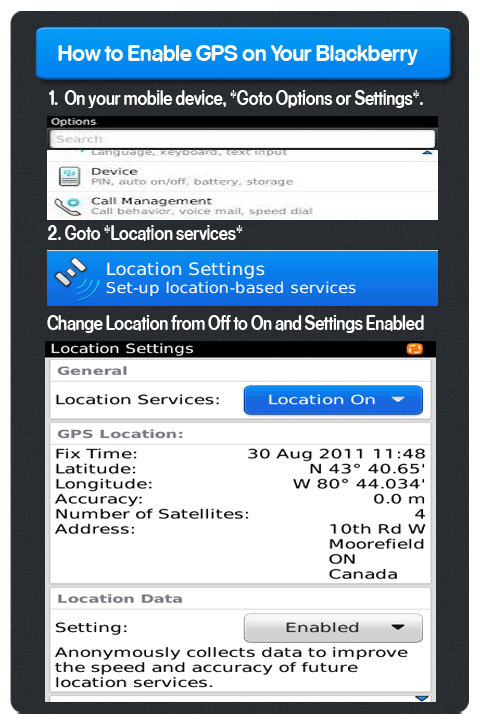 How to Enable GPS on Your Blackberry
1. On your mobile device, *Goto Options or Settings*.
Options
Search
Language, keyboard, text input
Device
PIN, auto on/off, battery, storage
Call Management
Call behavior, voice mail, speed dial
2. Goto *Location services*
Location Settings
Set-up location-based services
Change Location from Off to On and Settings Enabled
Location Settings
General
Location Services: Location On
GPS Location:
Fix Time: 30 Aug 2011 11:48
Latitude: N 43° 40.65'
Longitude: W 80° 44.034'
Accuracy: 0.0 m
Number of Satellites: 4
Address: 10th Rd W
Moorefield
ON
Canada
Location Data
Setting: Enabled
Anonymously collects data to improve
the speed and accuracy of future
location services.